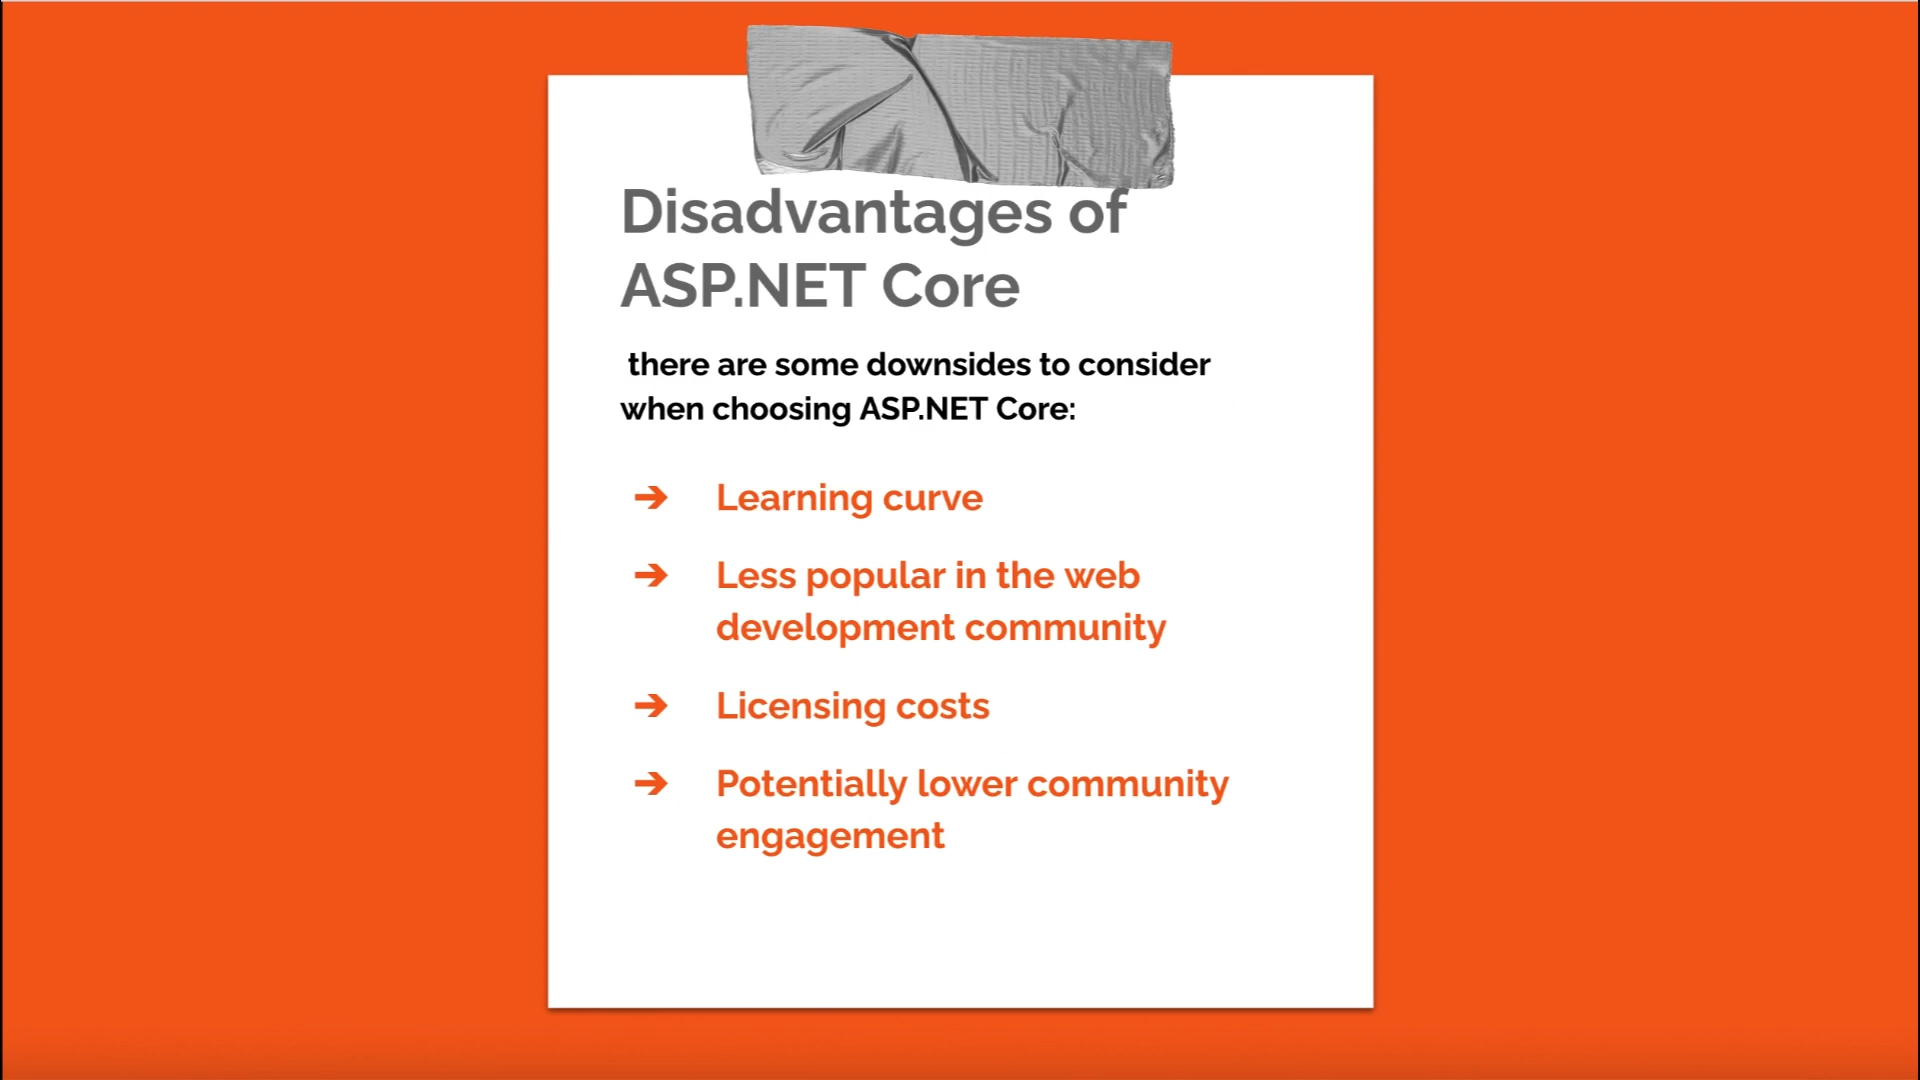 Disadvantages of
ASP.NET Core
there are some downsides to consider
when choosing ASP.NET Core:
➔ Learning curve
➔ Less popular in the web
development community
➔ Licensing costs
➔ Potentially lower community
engagement